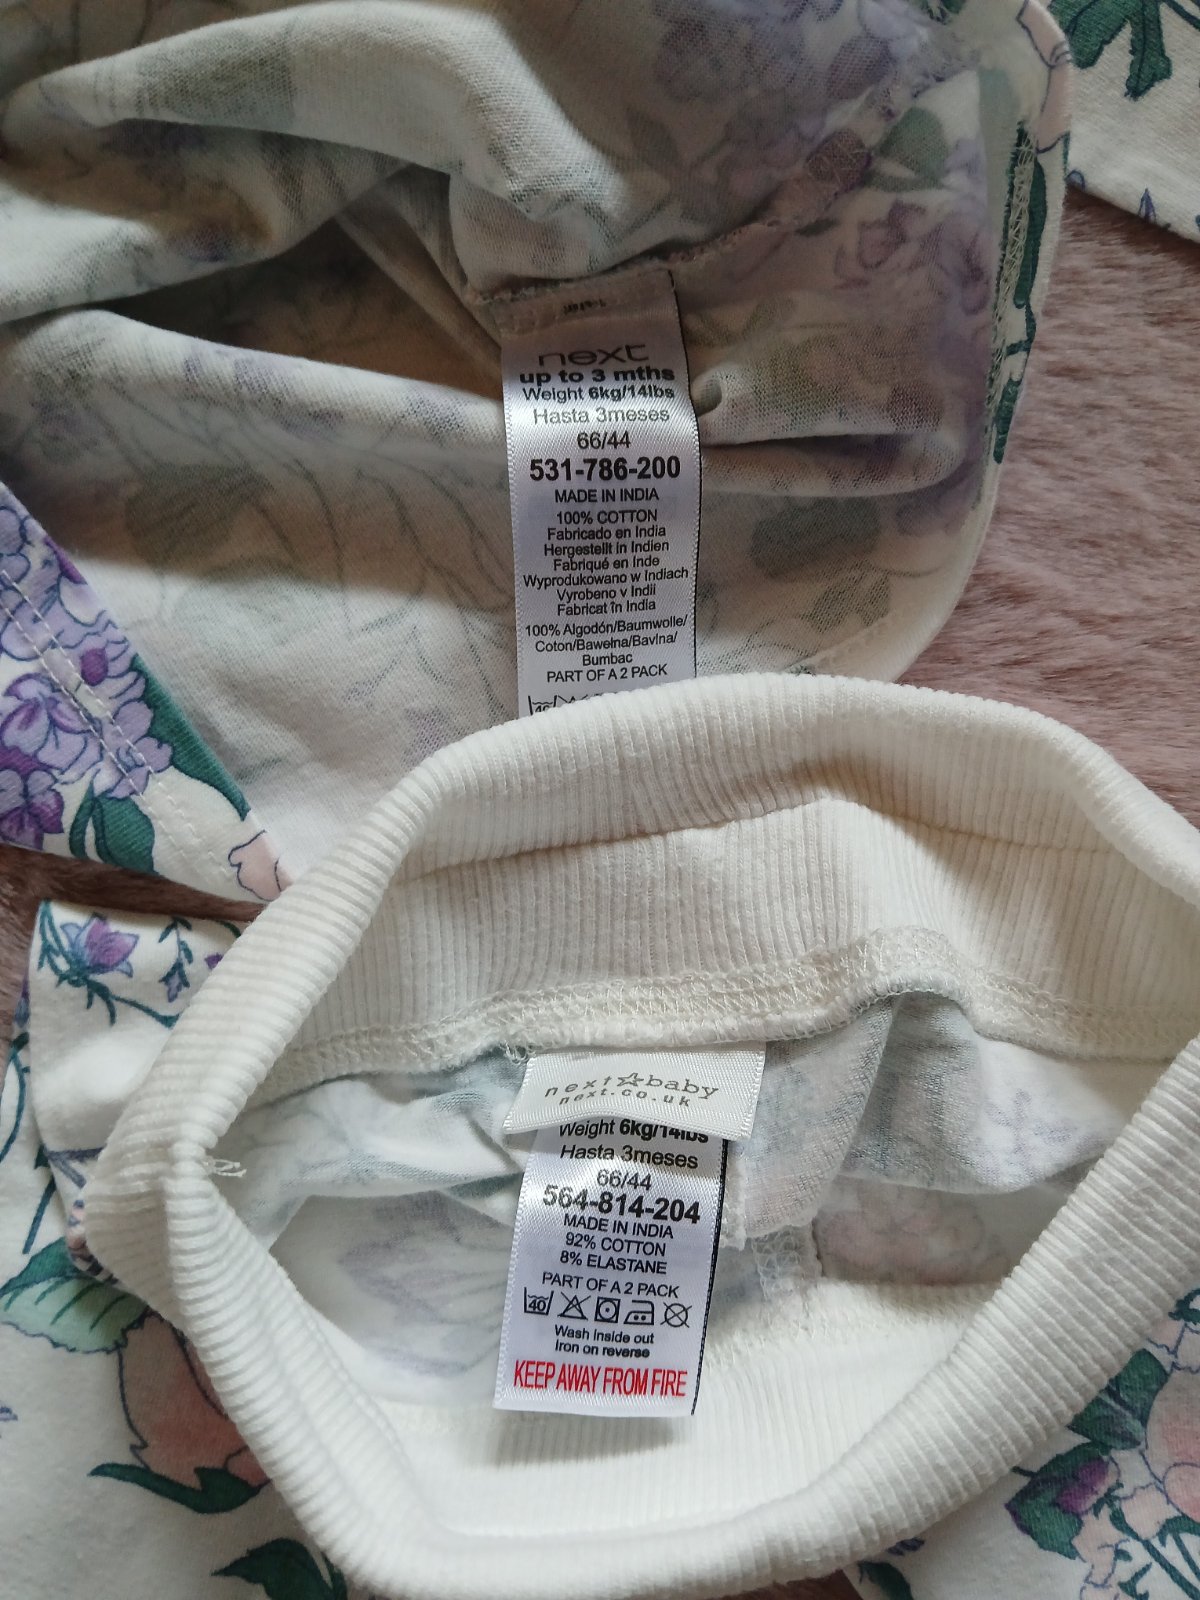 next
up to 3 mths
Weight 6kg/14lbs
Hasta 3meses
66/44
531-786-200
MADE IN INDIA
100% COTTON
Fabricado en India
Hergestellt in Indien
Fabriqué en Inde
Wyprodukowano w Indiach
Vyrobeno v Indii
Fabricat în India
100% Algodón/Baumwolle/
Coton/Bawełna/Bavlna/
Bumbac
PART OF A 2 PACK
40
next baby
next.co.uk
Weight 6kg/14lbs
Hasta 3meses
66/44
564-814-204
MADE IN INDIA
92% COTTON
8% ELASTANE
PART OF A 2 PACK
40
Wash inside out
Iron on reverse
KEEP AWAY FROM FIRE